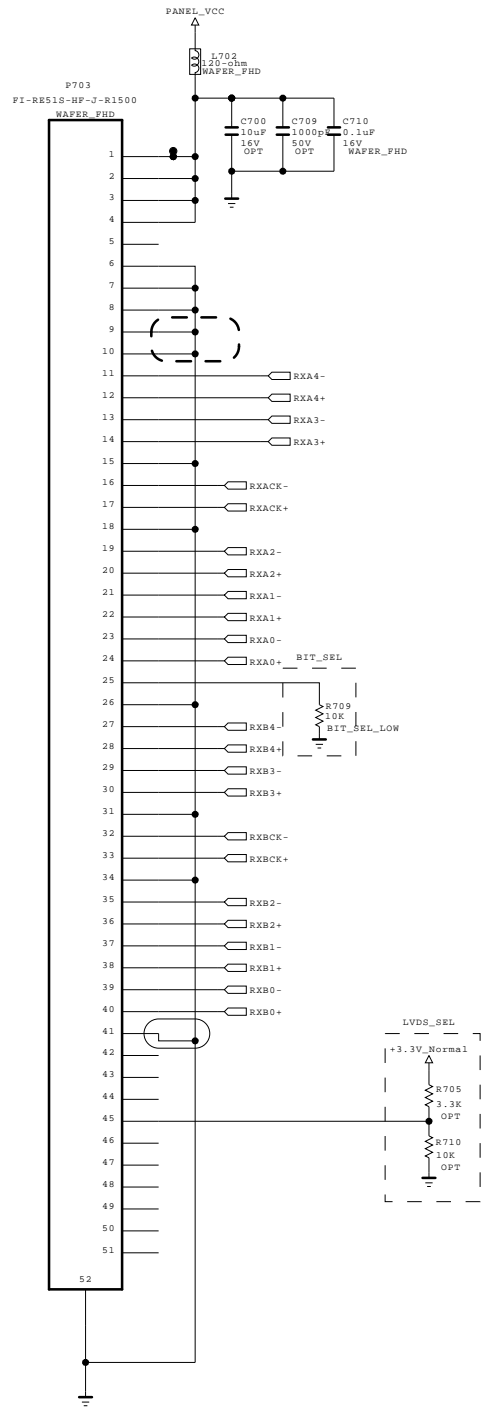 PANEL_VCC
L702
120-ohm
WAFER_FHD
P703
FI-RE51S-HF-J-R1500
WAFER_FHD
C700
10uF
16V
OPT
C709
1000pF
50V
OPT
C710
0.1uF
16V
WAFER_FHD
1
2
3
4
5
6
7
8
9
10
11 RXA4-
12 RXA4+
13 RXA3-
14 RXA3+
15
16 RXACK-
17 RXACK+
18
19 RXA2-
20 RXA2+
21 RXA1-
22 RXA1+
23 RXA0-
24 RXA0+
BIT_SEL
25
R709
10K
BIT_SEL_LOW
26
27 RXB4-
28 RXB4+
29 RXB3-
30 RXB3+
31
32 RXBCK-
33 RXBCK+
34
35 RXB2-
36 RXB2+
37 RXB1-
38 RXB1+
39 RXB0-
40 RXB0+
41
42
43
44
45
46
47
48
49
50
51
52
LVDS_SEL
+3.3V_Normal
R705
3.3K
OPT
R710
10K
OPT